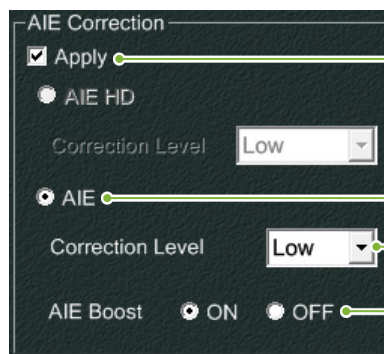 AIE Correction
Apply
AIE HD
Correction Level Low
AIE
Correction Level Low
AIE Boost ON OFF